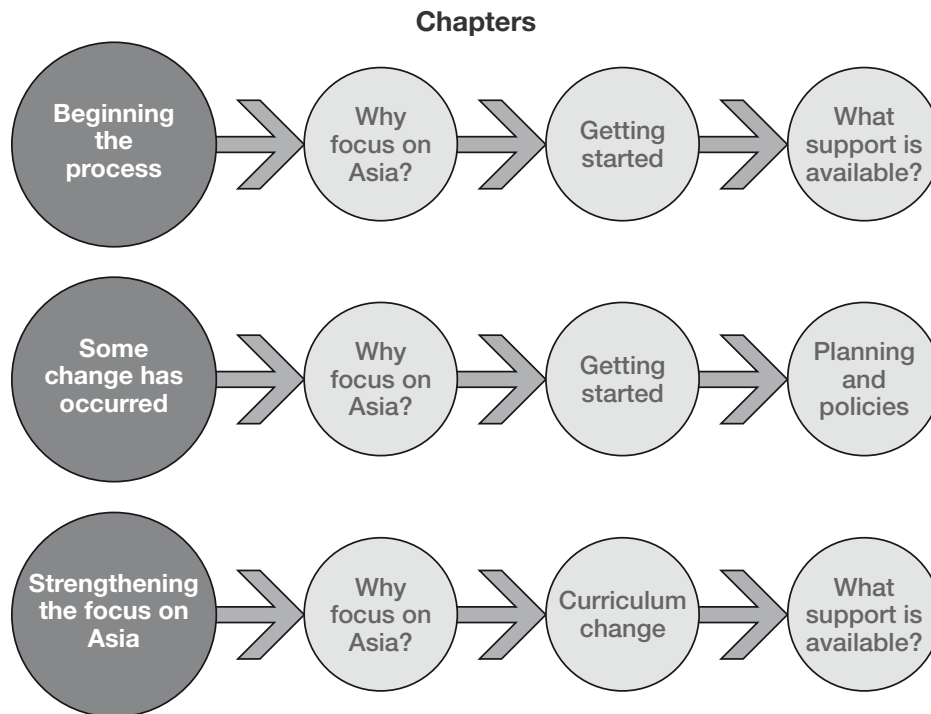 Chapters
Beginning
the
process
Why
focus on
Asia?
Getting
started
What
support is
available?
Some
change has
occurred
Why
focus on
Asia?
Getting
started
Planning
and
policies
Strengthening
the focus on
Asia
Why
focus on
Asia?
Curriculum
change
What
support is
available?